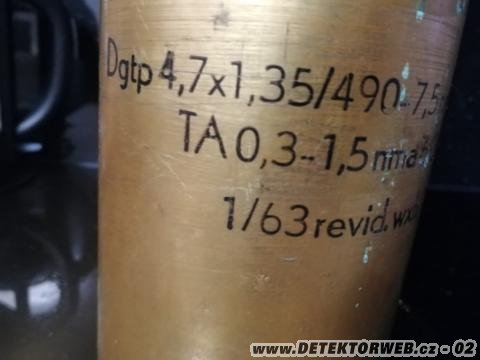 Dgtp 4,7x1,35/490-7,5
TA 0,3-1,5 nma
1/63 revid.
www.DETEKTORWEB.cz - 02